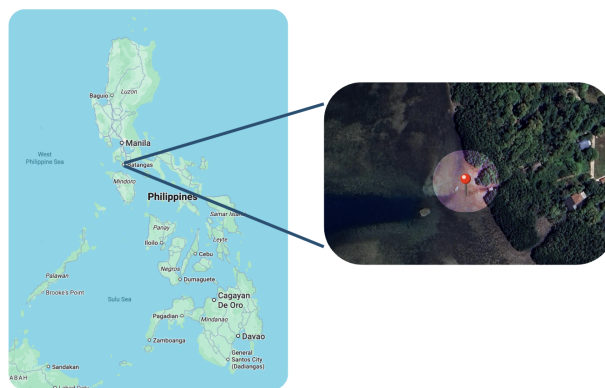 Luzon
Baguio
Manila
West
Philippine Sea
Batangas
Mindoro
Philippines
Samar Island
Panay
Leyte
Iloilo
Cebu
Negros
Palawan
Dumaguete
Brooke's Point
Cagayan
De Oro
Sulu Sea
Pagadian
Mindanao
Davao
Zamboanga
General
Santos City
(Dadiangas)
Sandakan
ABAH